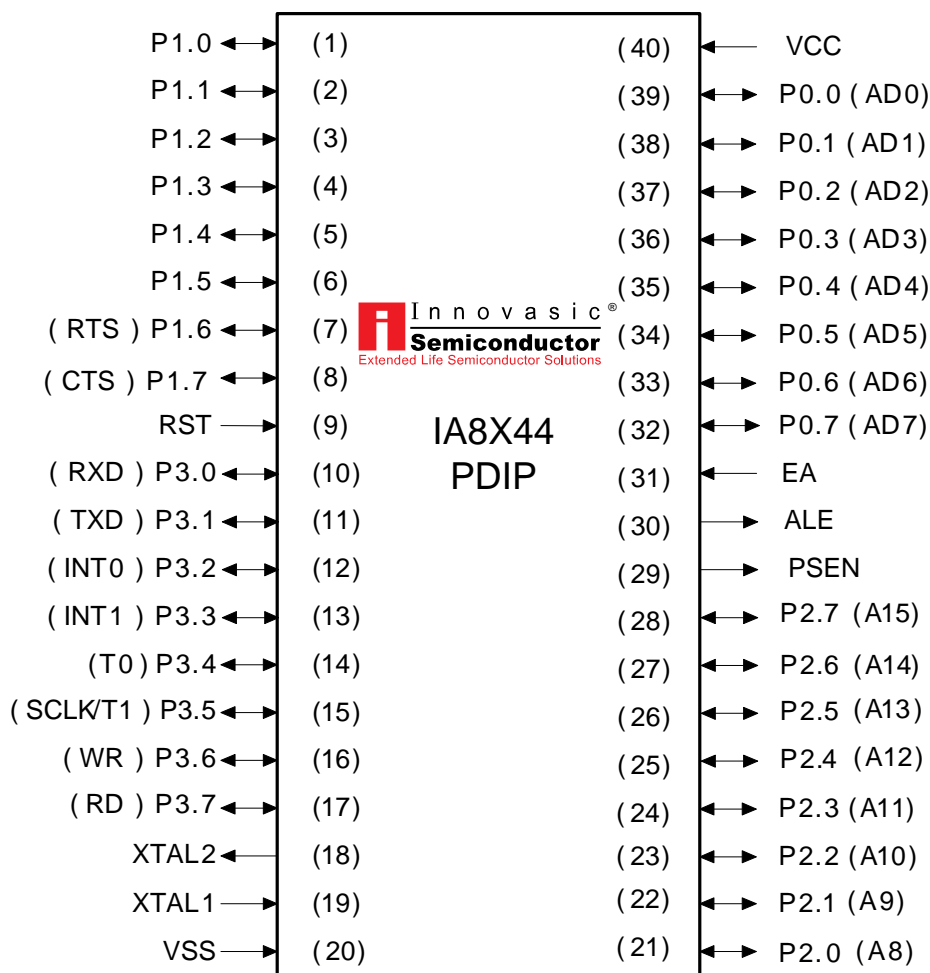 P1.0 (1) (40) VCC
P1.1 (2) (39) P0.0 (AD0)
P1.2 (3) (38) P0.1 (AD1)
P1.3 (4) (37) P0.2 (AD2)
P1.4 (5) (36) P0.3 (AD3)
P1.5 (6) (35) P0.4 (AD4)
(RTS) P1.6 (7) (34) P0.5 (AD5)
i Innovasic®
Semiconductor
Extended Life Semiconductor Solutions
(CTS) P1.7 (8) (33) P0.6 (AD6)
RST (9) (32) P0.7 (AD7)
IA8X44
PDIP
(RXD) P3.0 (10) (31) EA
(TXD) P3.1 (11) (30) ALE
(INT0) P3.2 (12) (29) PSEN
(INT1) P3.3 (13) (28) P2.7 (A15)
(T0) P3.4 (14) (27) P2.6 (A14)
(SCLK/T1) P3.5 (15) (26) P2.5 (A13)
(WR) P3.6 (16) (25) P2.4 (A12)
(RD) P3.7 (17) (24) P2.3 (A11)
XTAL2 (18) (23) P2.2 (A10)
XTAL1 (19) (22) P2.1 (A9)
VSS (20) (21) P2.0 (A8)